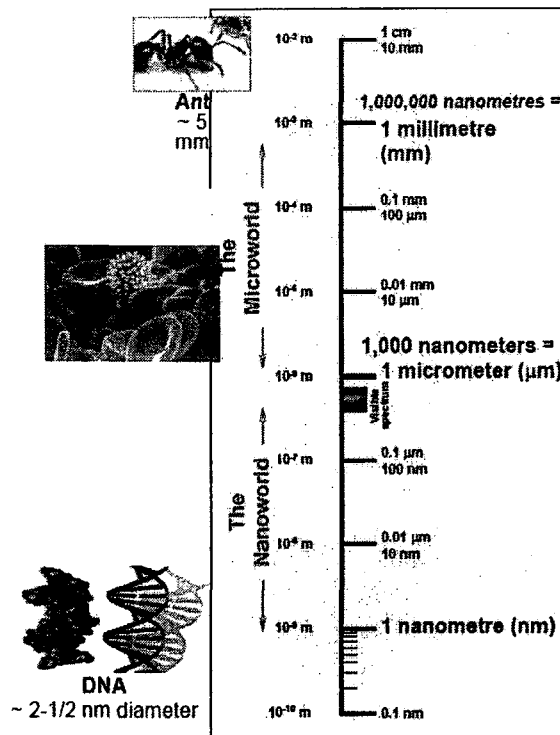 10⁻² m
1 cm
10 mm
Ant
~ 5
mm
1,000,000 nanometres =
10⁻³ m
1 millimetre
(mm)
10⁻⁴ m
0.1 mm
100 µm
The
Microworld
10⁻⁵ m
0.01 mm
10 µm
1,000 nanometers =
10⁻⁶ m
1 micrometer (µm)
Visible
spectrum
10⁻⁷ m
0.1 µm
100 nm
The
Nanoworld
10⁻⁸ m
0.01 µm
10 nm
10⁻⁹ m
1 nanometre (nm)
DNA
~ 2-1/2 nm diameter
10⁻¹⁰ m
0.1 nm